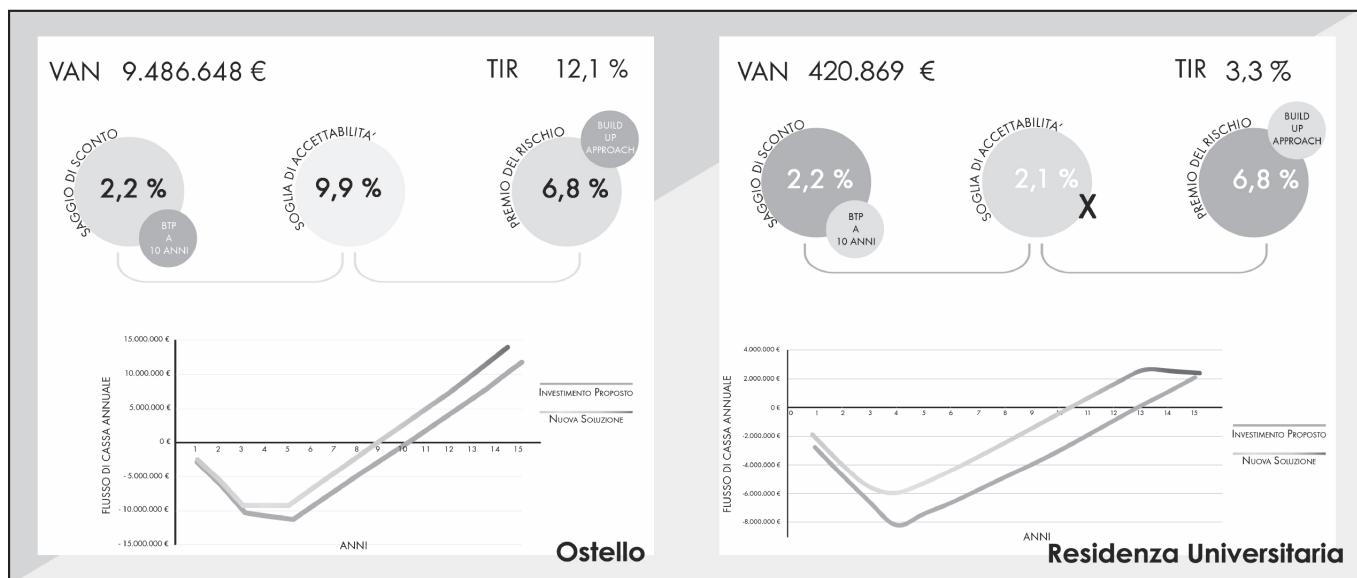 VAN 9.486.648 €
TIR 12,1 %
SAGGIO DI SCONTO
2,2 %
BTP
A
10 ANNI
SOGLIA DI ACCETTABILITA'
9,9 %
PREMIO DEL RISCHIO
6,8 %
BUILD
UP
APPROACH
FLUSSO DI CASSA ANNUALE
15.000.000 €
10.000.000 €
5.000.000 €
0 €
- 5.000.000 €
- 10.000.000 €
- 15.000.000 €
1 2 3 4 5 6 7 8 9 10 11 12 13 14 15
ANNI
INVESTIMENTO PROPOSTO
NUOVA SOLUZIONE
Ostello
VAN 420.869 €
TIR 3,3 %
SAGGIO DI SCONTO
2,2 %
BTP
A
10 ANNI
SOGLIA DI ACCETTABILITA'
2,1 %
X
PREMIO DEL RISCHIO
6,8 %
BUILD
UP
APPROACH
FLUSSO DI CASSA ANNUALE
4.000.000 €
2.000.000 €
0 €
-2.000.000 €
-4.000.000 €
-6.000.000 €
-8.000.000 €
0 1 2 3 4 5 6 7 8 9 10 11 12 13 14 15
ANNI
INVESTIMENTO PROPOSTO
NUOVA SOLUZIONE
Residenza Universitaria